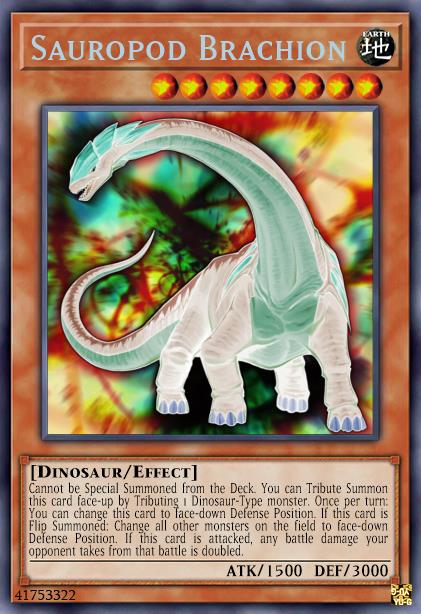 Sauropod Brachion
EARTH
地
[Dinosaur/Effect]
Cannot be Special Summoned from the Deck. You can Tribute Summon
this card face-up by Tributing 1 Dinosaur-Type monster. Once per turn:
You can change this card to face-down Defense Position. If this card is
Flip Summoned: Change all other monsters on the field to face-down
Defense Position. If this card is attacked, any battle damage your
opponent takes from that battle is doubled.
ATK/1500 DEF/3000
41753322